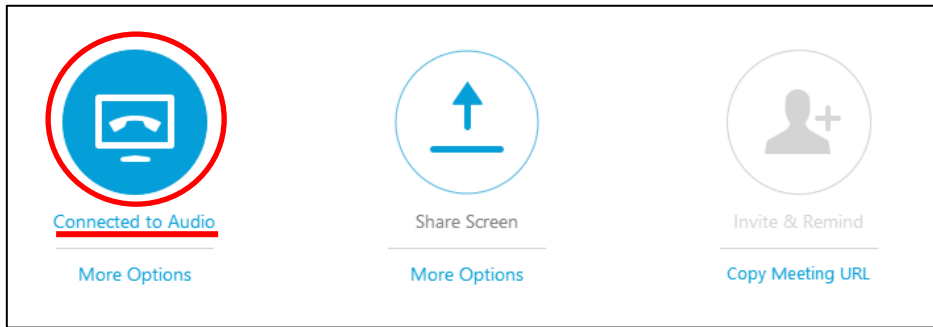 Connected to Audio
Share Screen
Invite & Remind
More Options
More Options
Copy Meeting URL